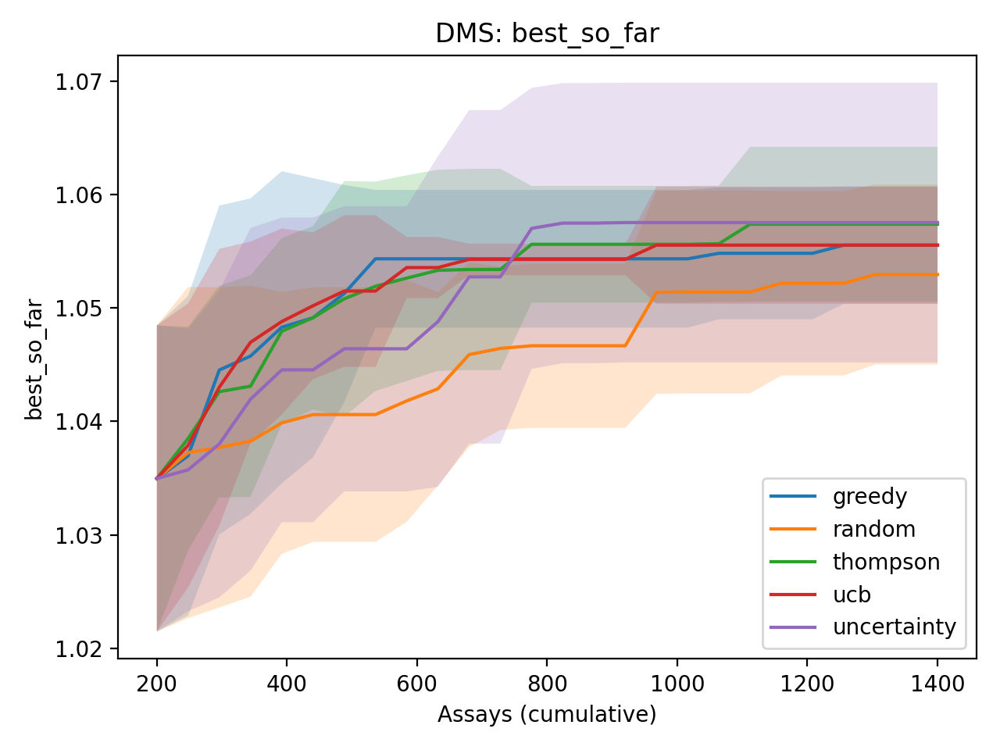 DMS: best_so_far
1.07
1.06
1.05
1.04
1.03
1.02
best_so_far
200 400 600 800 1000 1200 1400
Assays (cumulative)
greedy
random
thompson
ucb
uncertainty